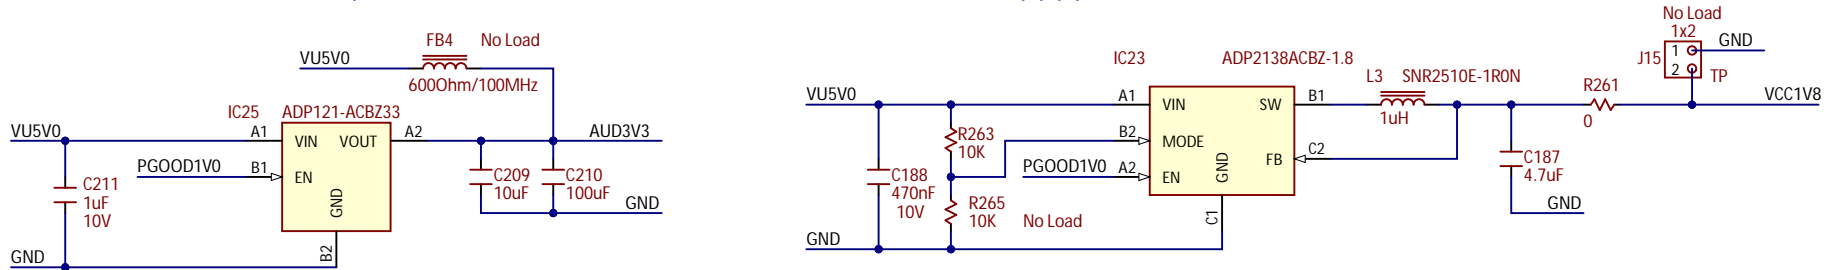 FB4 No Load
VU5V0
600Ohm/100MHz
IC25 ADP121-ACBZ33
VU5V0 A1 VIN VOUT A2 AUD3V3
PGOOD1V0 B1 EN
C211
1uF
10V
GND
B2
C209
10uF
C210
100uF
GND
GND
No Load
1x2
J15 1 GND
2 TP
IC23 ADP2138ACBZ-1.8
L3 SNR2510E-1R0N
R261
VU5V0 A1 VIN SW B1 1uH 0 VCC1V8
R263
10K
B2 MODE
FB C2
PGOOD1V0 A2 EN
GND
C1
C188
470nF
10V
R265
10K No Load
C187
4.7uF
GND
GND